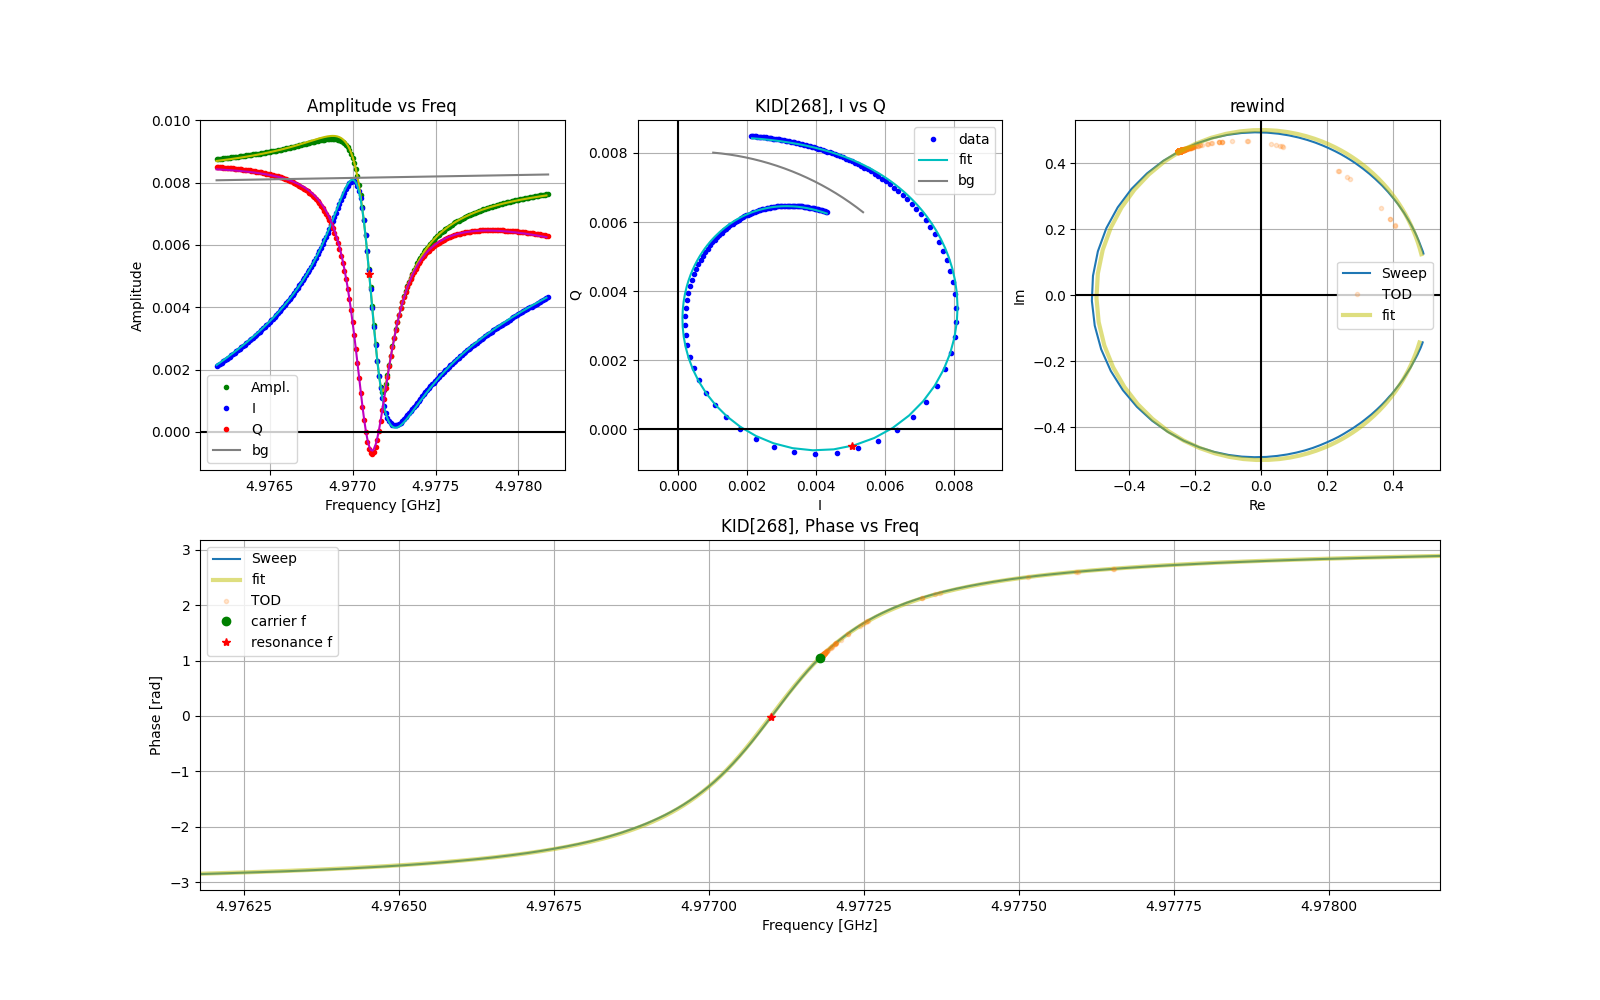 Amplitude vs Freq
0.010
0.008
0.006
0.004
0.002
0.000
Amplitude
Ampl.
I
Q
bg
4.9765 4.9770 4.9775 4.9780
Frequency [GHz]
KID[268], I vs Q
0.008
0.006
0.004
0.002
0.000
Q
data
fit
bg
0.000 0.002 0.004 0.006 0.008
I
rewind
0.4
0.2
0.0
−0.2
−0.4
Im
Sweep
TOD
fit
−0.4 −0.2 0.0 0.2 0.4
Re
KID[268], Phase vs Freq
3
2
1
0
−1
−2
−3
Phase [rad]
Sweep
fit
TOD
carrier f
resonance f
4.97625 4.97650 4.97675 4.97700 4.97725 4.97750 4.97775 4.97800
Frequency [GHz]